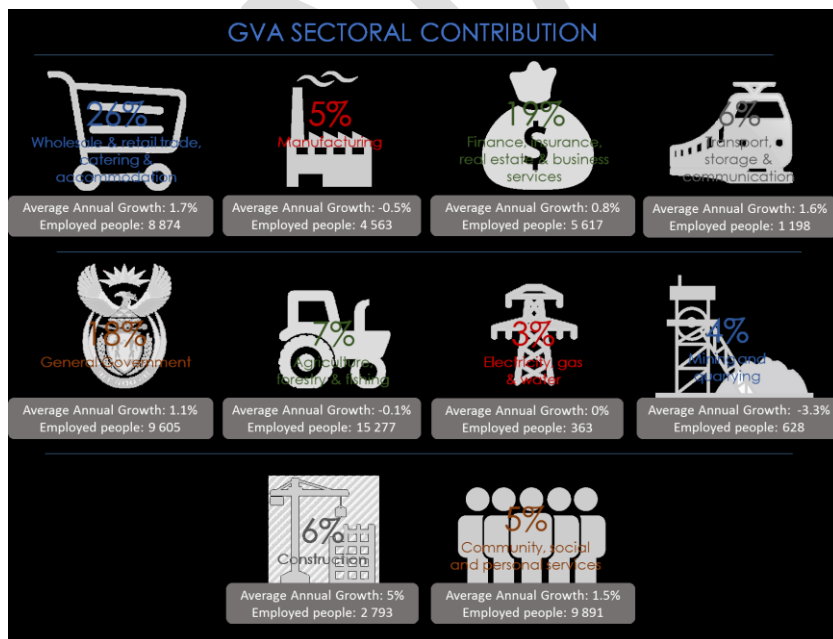 GVA SECTORAL CONTRIBUTION
26%
Wholesale & retail trade,
catering &
accommodation
Average Annual Growth: 1.7%
Employed people: 8 874
5%
Manufacturing
Average Annual Growth: -0.5%
Employed people: 4 563
19%
Finance, insurance,
real estate & business
services
$
Average Annual Growth: 0.8%
Employed people: 5 617
6%
Transport,
storage &
communication
Average Annual Growth: 1.6%
Employed people: 1 198
18%
General Government
Average Annual Growth: 1.1%
Employed people: 9 605
7%
Agriculture,
forestry & fishing
Average Annual Growth: -0.1%
Employed people: 15 277
3%
Electricity, gas
& water
Average Annual Growth: 0%
Employed people: 363
4%
Mining and
quarrying
Average Annual Growth: -3.3%
Employed people: 628
6%
Construction
Average Annual Growth: 5%
Employed people: 2 793
5%
Community, social
and personal services
Average Annual Growth: 1.5%
Employed people: 9 891